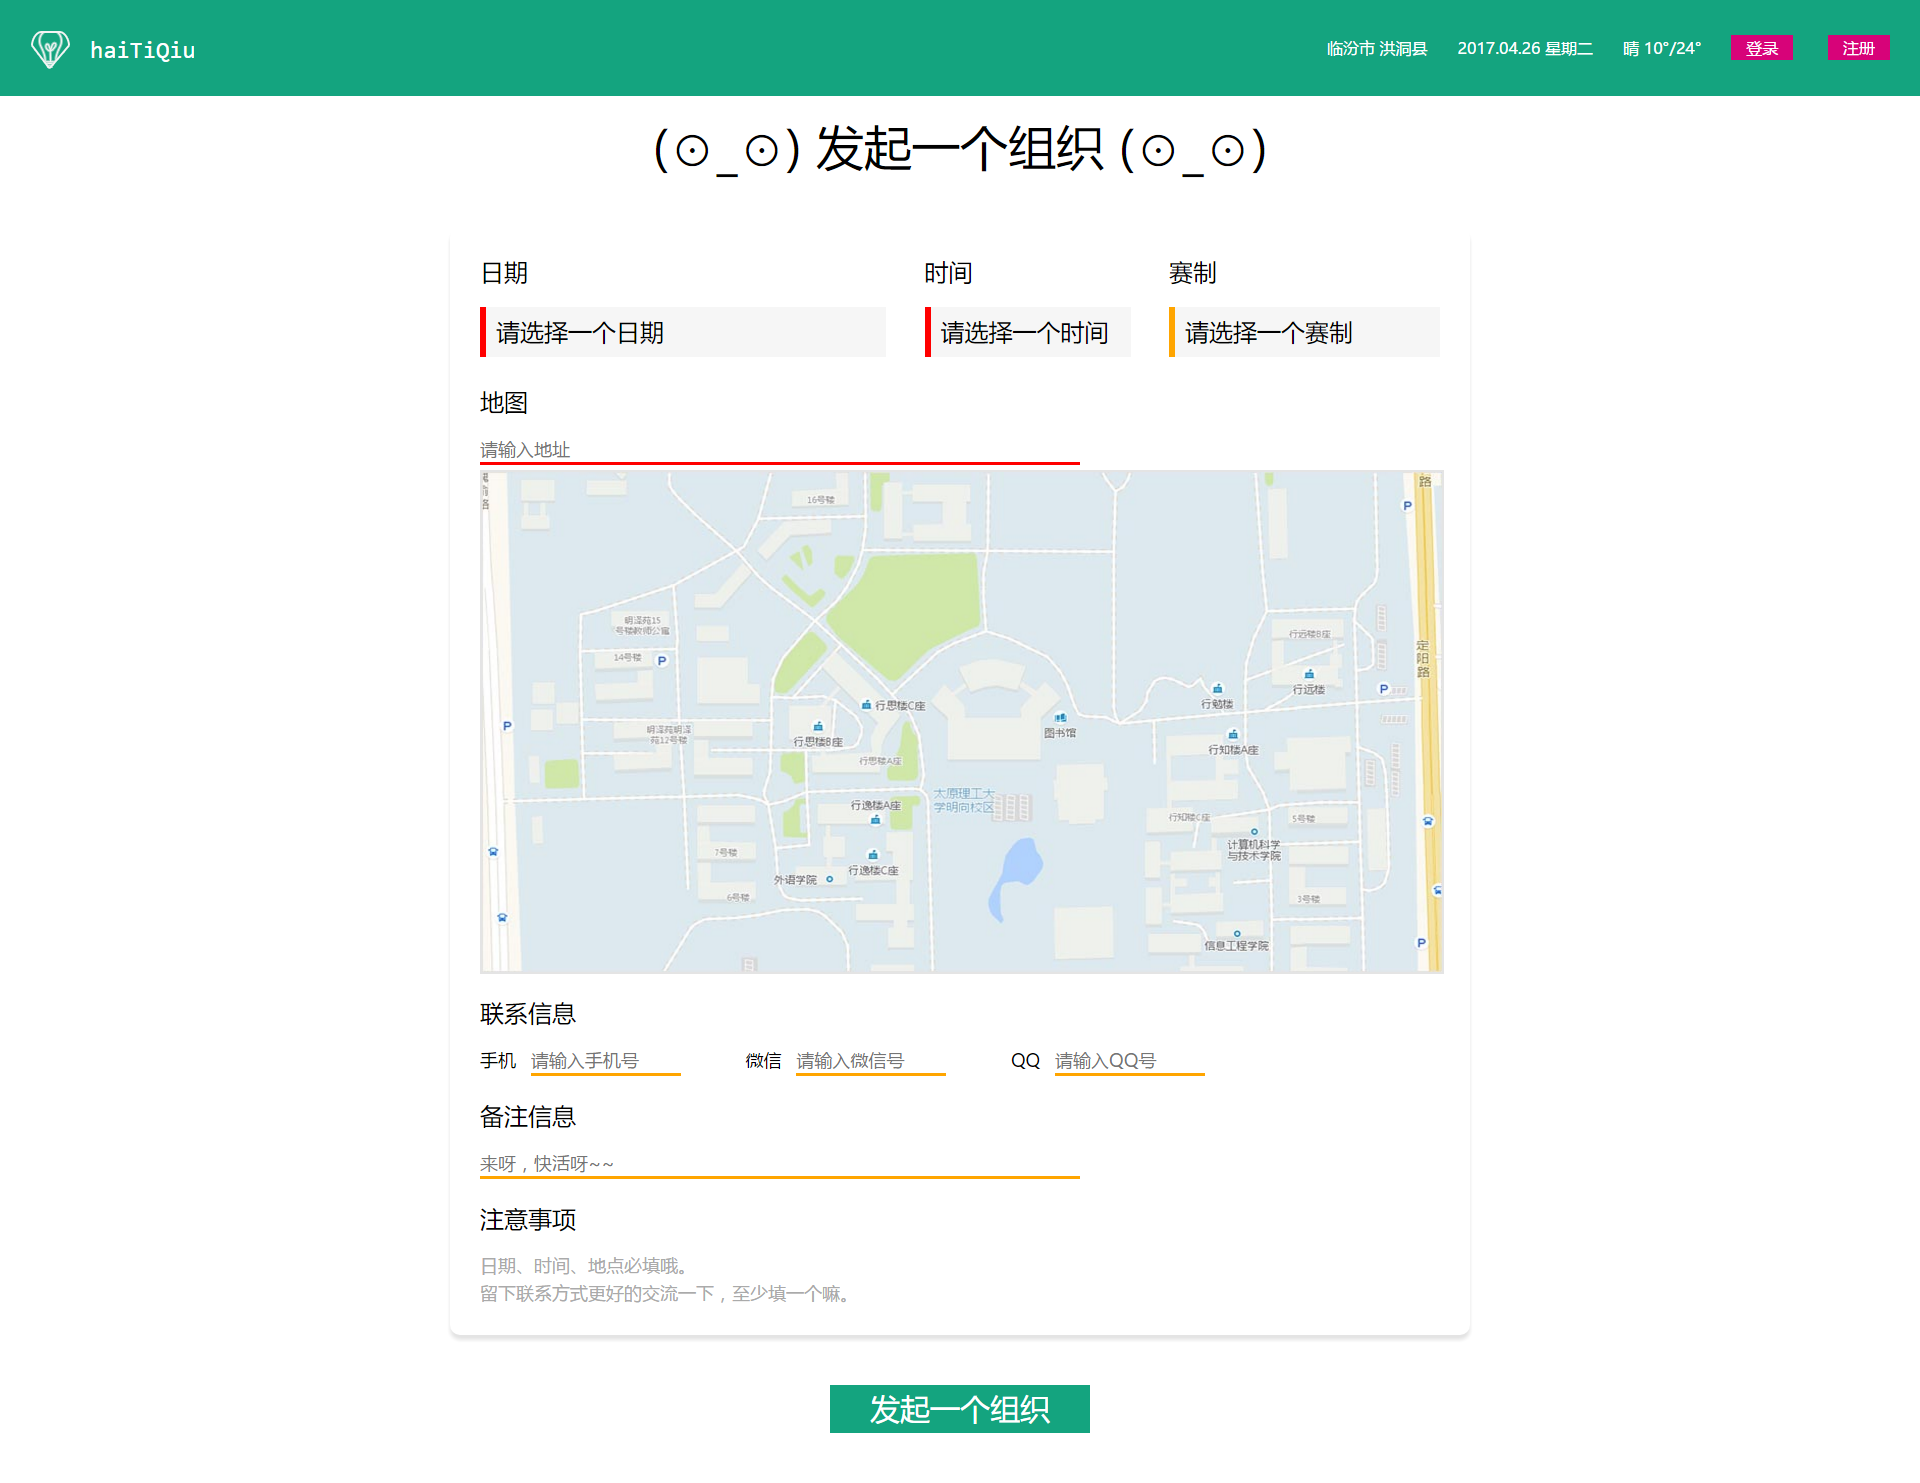 haiTiQiu
临汾市 洪洞县 2017.04.26 星期二 晴 10°/24° 登录 注册
(⊙_⊙) 发起一个组织 (⊙_⊙)
日期 时间 赛制
请选择一个日期 请选择一个时间 请选择一个赛制
地图
请输入地址
路
16号楼
P
明泽苑15
号楼教师公寓
14号楼
P
行远楼B座
定阳路
行远楼
P
行勉楼
行思楼C座
P
明泽苑明泽
苑12号楼
行思楼B座
图书馆
行知楼A座
行思楼A座
太原理工大
学明向校区
行逸楼A座
行知楼C座
5号楼
计算机科学
与技术学院
7号楼
外语学院
行逸楼C座
6号楼
3号楼
信息工程学院
P
联系信息
手机 请输入手机号 微信 请输入微信号 QQ 请输入QQ号
备注信息
来呀，快活呀~~
注意事项
日期、时间、地点必填哦。
留下联系方式更好的交流一下，至少填一个嘛。
发起一个组织